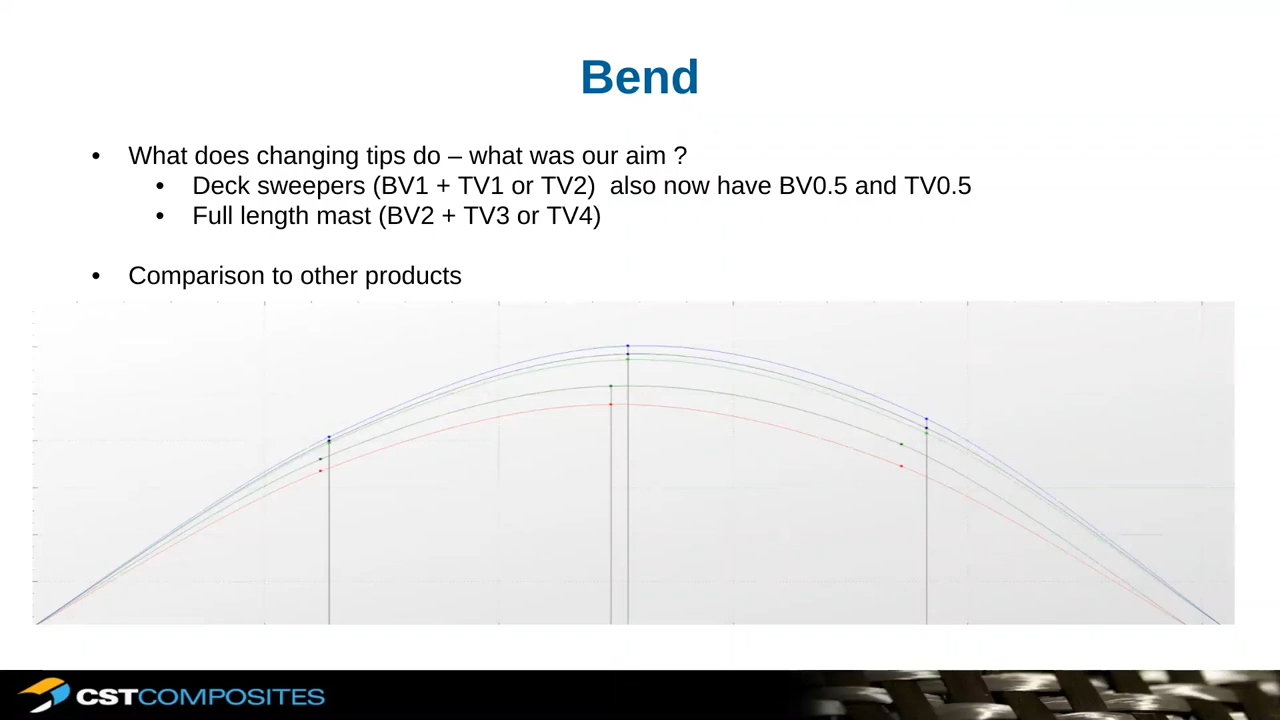 Bend
• What does changing tips do – what was our aim ?
• Deck sweepers (BV1 + TV1 or TV2)  also now have BV0.5 and TV0.5
• Full length mast (BV2 + TV3 or TV4)
• Comparison to other products
CSTCOMPOSITES